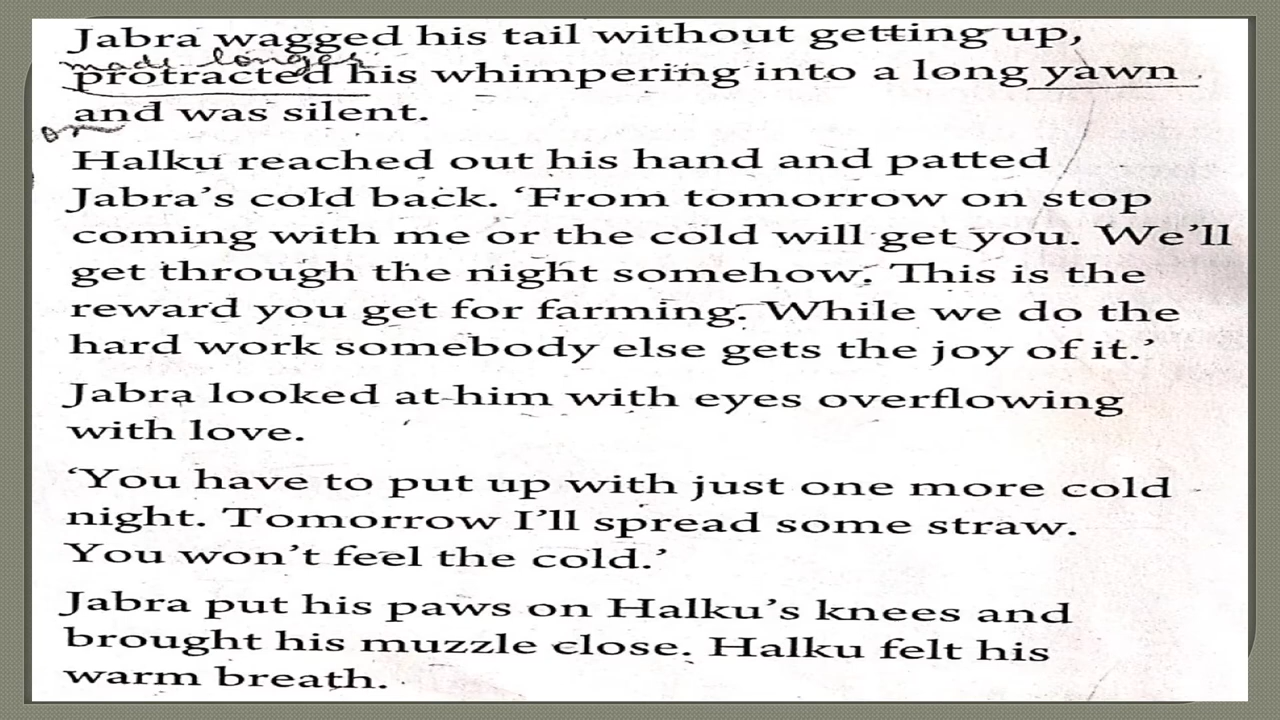 Jabra wagged his tail without getting up,
made longer
protracted his whimpering into a long yawn
and was silent.
on
Halku reached out his hand and patted
Jabra's cold back. ‘From tomorrow on stop
coming with me or the cold will get you. We'll
get through the night somehow. This is the
reward you get for farming. While we do the
hard work somebody else gets the joy of it.’
Jabra looked at him with eyes overflowing
with love.
‘You have to put up with just one more cold
night. Tomorrow I'll spread some straw.
You won't feel the cold.’
Jabra put his paws on Halku's knees and
brought his muzzle close. Halku felt his
warm breath.